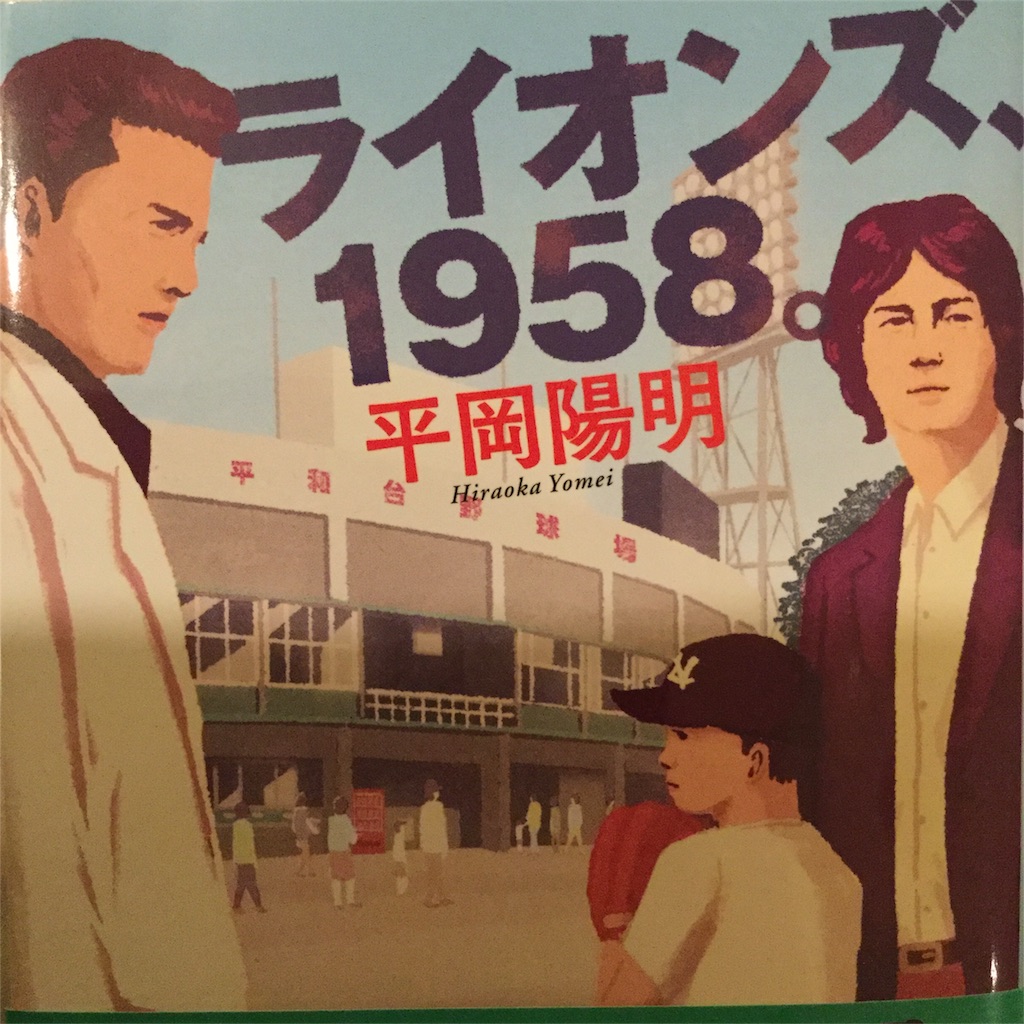 ライオンズ、
1958。
平岡陽明
Hiraoka Yomei
平和台野球場